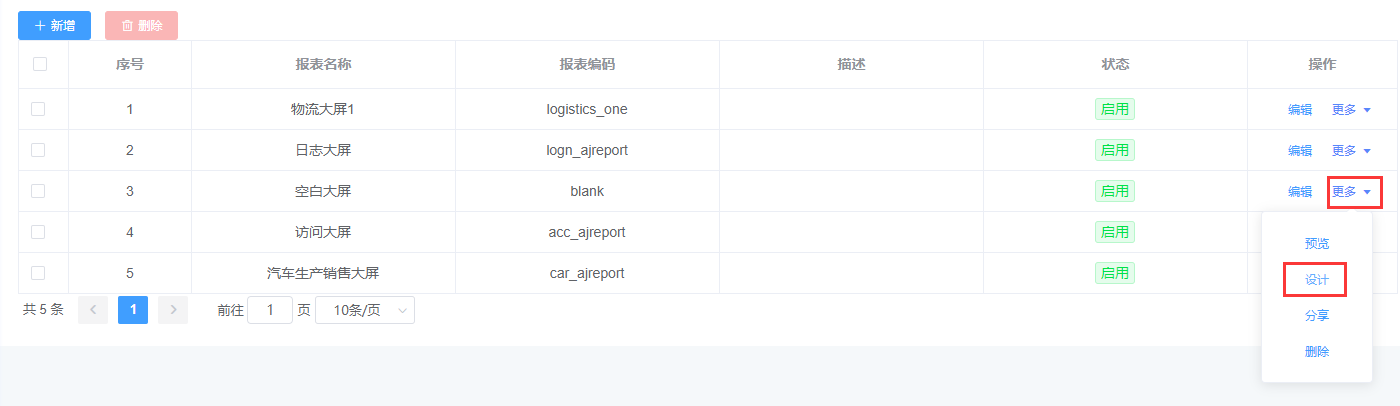 + 新增 删除
序号 报表名称 报表编码 描述 状态 操作
1 物流大屏1 logistics_one 启用 编辑 更多
2 日志大屏 logn_ajreport 启用 编辑 更多
3 空白大屏 blank 启用 编辑 更多
4 访问大屏 acc_ajreport 启用
预览
5 汽车生产销售大屏 car_ajreport 启用
设计
共 5 条 < 1 > 前往 1 页 10条/页
分享
删除